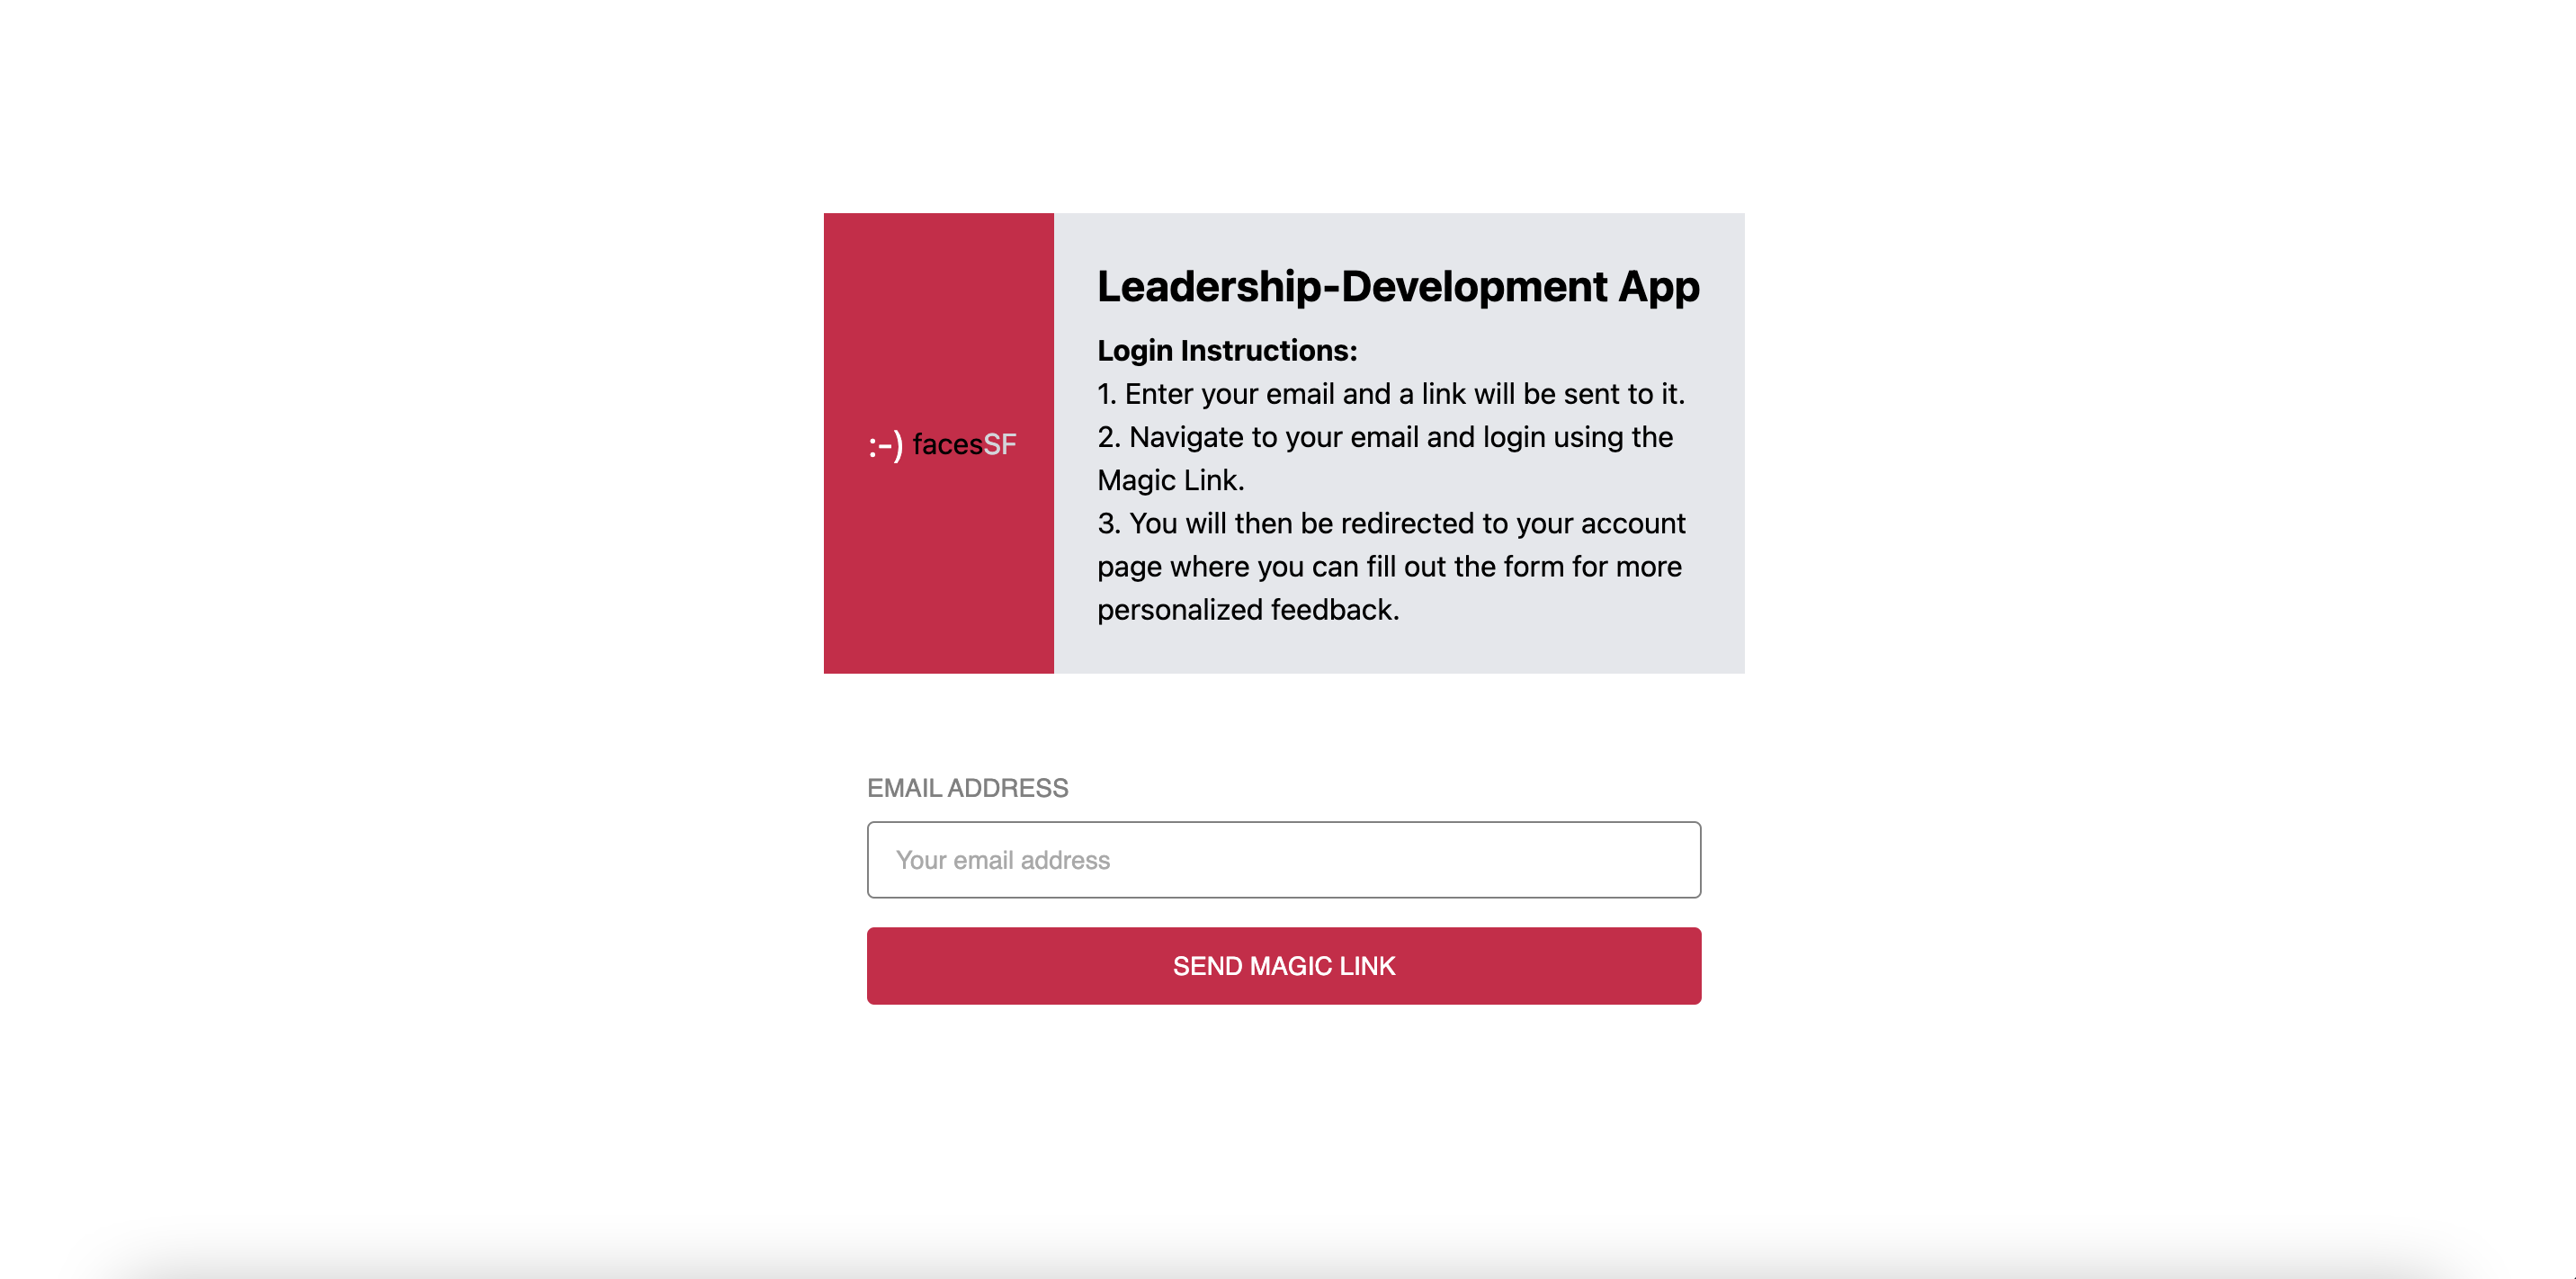 Leadership-Development App
Login Instructions:
1. Enter your email and a link will be sent to it.
2. Navigate to your email and login using the
Magic Link.
3. You will then be redirected to your account
page where you can fill out the form for more
personalized feedback.
:-) facesSF
EMAIL ADDRESS
Your email address
SEND MAGIC LINK